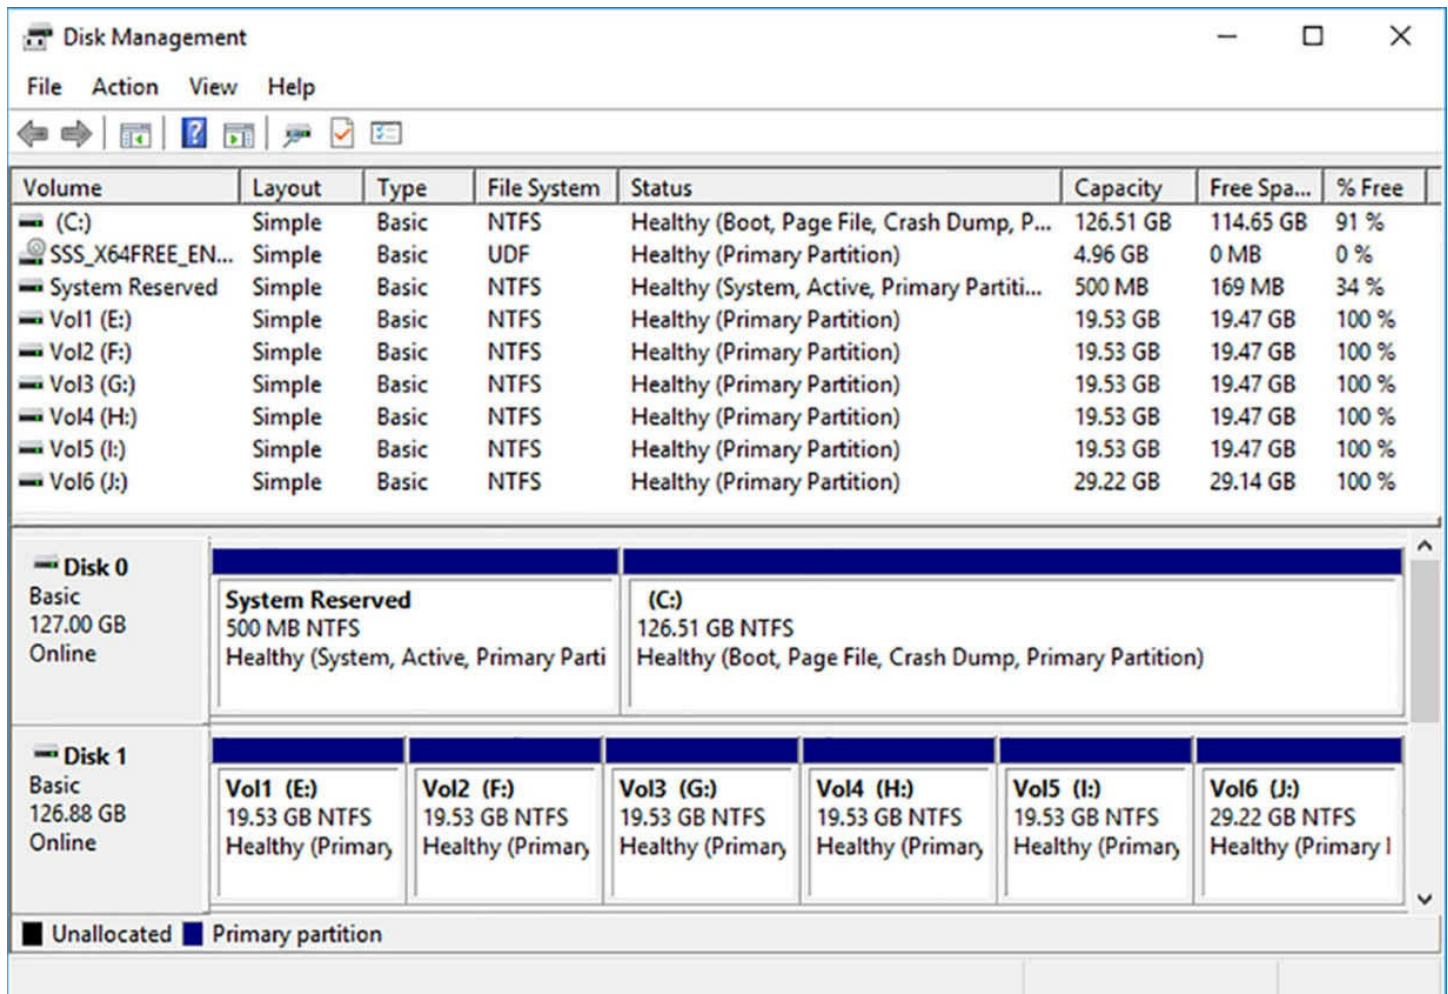 Disk Management
File Action View Help
Volume Layout Type File System Status Capacity Free Spa... % Free
(C:) Simple Basic NTFS Healthy (Boot, Page File, Crash Dump, P... 126.51 GB 114.65 GB 91 %
SSS_X64FREE_EN... Simple Basic UDF Healthy (Primary Partition) 4.96 GB 0 MB 0 %
System Reserved Simple Basic NTFS Healthy (System, Active, Primary Partiti... 500 MB 169 MB 34 %
Vol1 (E:) Simple Basic NTFS Healthy (Primary Partition) 19.53 GB 19.47 GB 100 %
Vol2 (F:) Simple Basic NTFS Healthy (Primary Partition) 19.53 GB 19.47 GB 100 %
Vol3 (G:) Simple Basic NTFS Healthy (Primary Partition) 19.53 GB 19.47 GB 100 %
Vol4 (H:) Simple Basic NTFS Healthy (Primary Partition) 19.53 GB 19.47 GB 100 %
Vol5 (I:) Simple Basic NTFS Healthy (Primary Partition) 19.53 GB 19.47 GB 100 %
Vol6 (J:) Simple Basic NTFS Healthy (Primary Partition) 29.22 GB 29.14 GB 100 %
Disk 0
Basic
127.00 GB
Online
System Reserved
500 MB NTFS
Healthy (System, Active, Primary Parti
(C:)
126.51 GB NTFS
Healthy (Boot, Page File, Crash Dump, Primary Partition)
Disk 1
Basic
126.88 GB
Online
Vol1 (E:)
19.53 GB NTFS
Healthy (Primary
Vol2 (F:)
19.53 GB NTFS
Healthy (Primary
Vol3 (G:)
19.53 GB NTFS
Healthy (Primary
Vol4 (H:)
19.53 GB NTFS
Healthy (Primary
Vol5 (I:)
19.53 GB NTFS
Healthy (Primary
Vol6 (J:)
29.22 GB NTFS
Healthy (Primary
Unallocated Primary partition